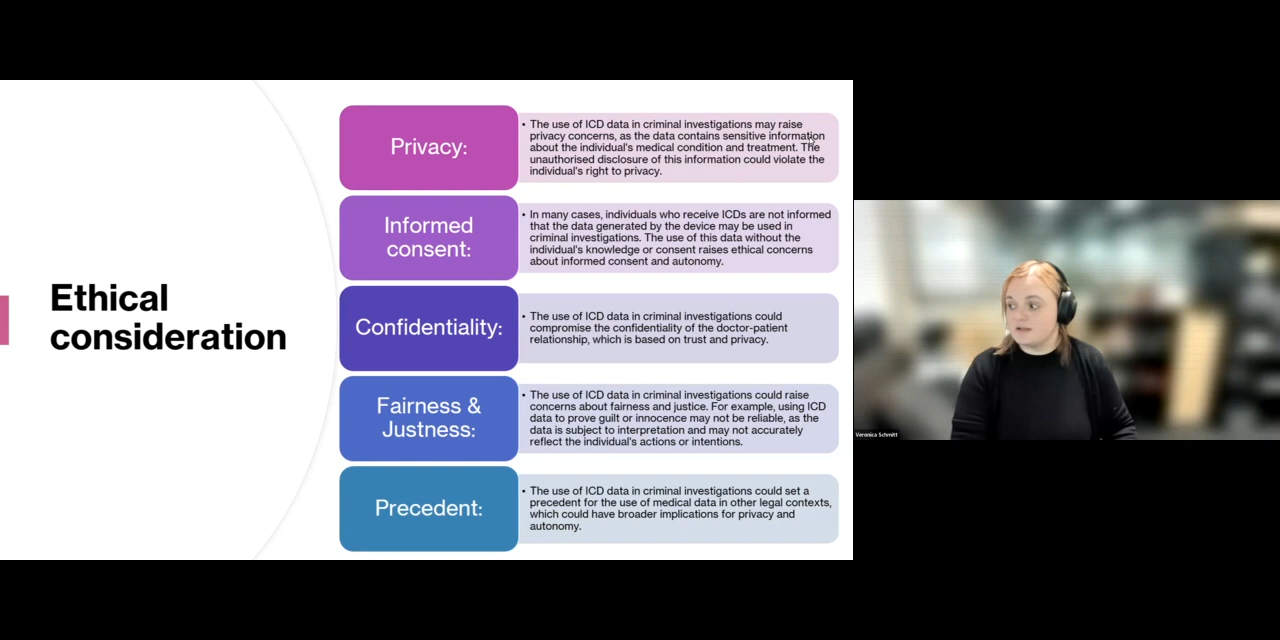 Ethical
consideration
Privacy:
• The use of ICD data in criminal investigations may raise
privacy concerns, as the data contains sensitive information
about the individual's medical condition and treatment. The
unauthorised disclosure of this information could violate the
individual's right to privacy.
Informed
consent:
• In many cases, individuals who receive ICDs are not informed
that the data generated by the device may be used in
criminal investigations. The use of this data without the
individual's knowledge or consent raises ethical concerns
about informed consent and autonomy.
Confidentiality:
• The use of ICD data in criminal investigations could
compromise the confidentiality of the doctor-patient
relationship, which is based on trust and privacy.
Fairness &
Justness:
• The use of ICD data in criminal investigations could raise
concerns about fairness and justice. For example, using ICD
data to prove guilt or innocence may not be reliable, as the
data is subject to interpretation and may not accurately
reflect the individual's actions or intentions.
Precedent:
• The use of ICD data in criminal investigations could set a
precedent for the use of medical data in other legal contexts,
which could have broader implications for privacy and
autonomy.
Veronica Schmitt